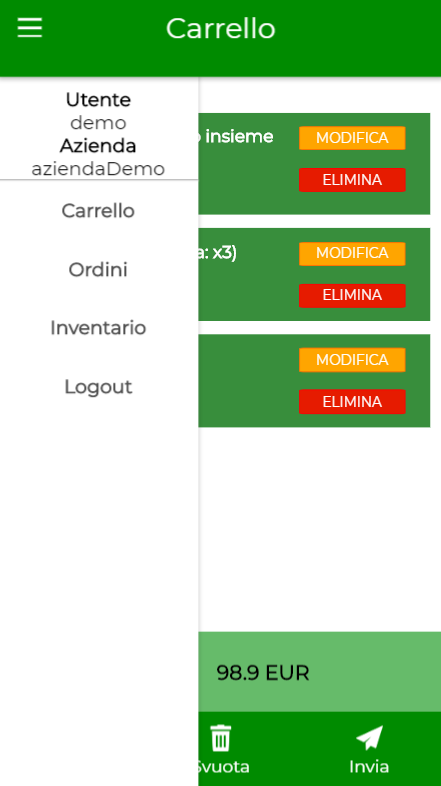 Carrello
Utente
demo
Azienda
aziendaDemo
Carrello
Ordini
Inventario
Logout
insieme
MODIFICA
ELIMINA
x3)
MODIFICA
ELIMINA
MODIFICA
ELIMINA
98.9 EUR
Svuota
Invia